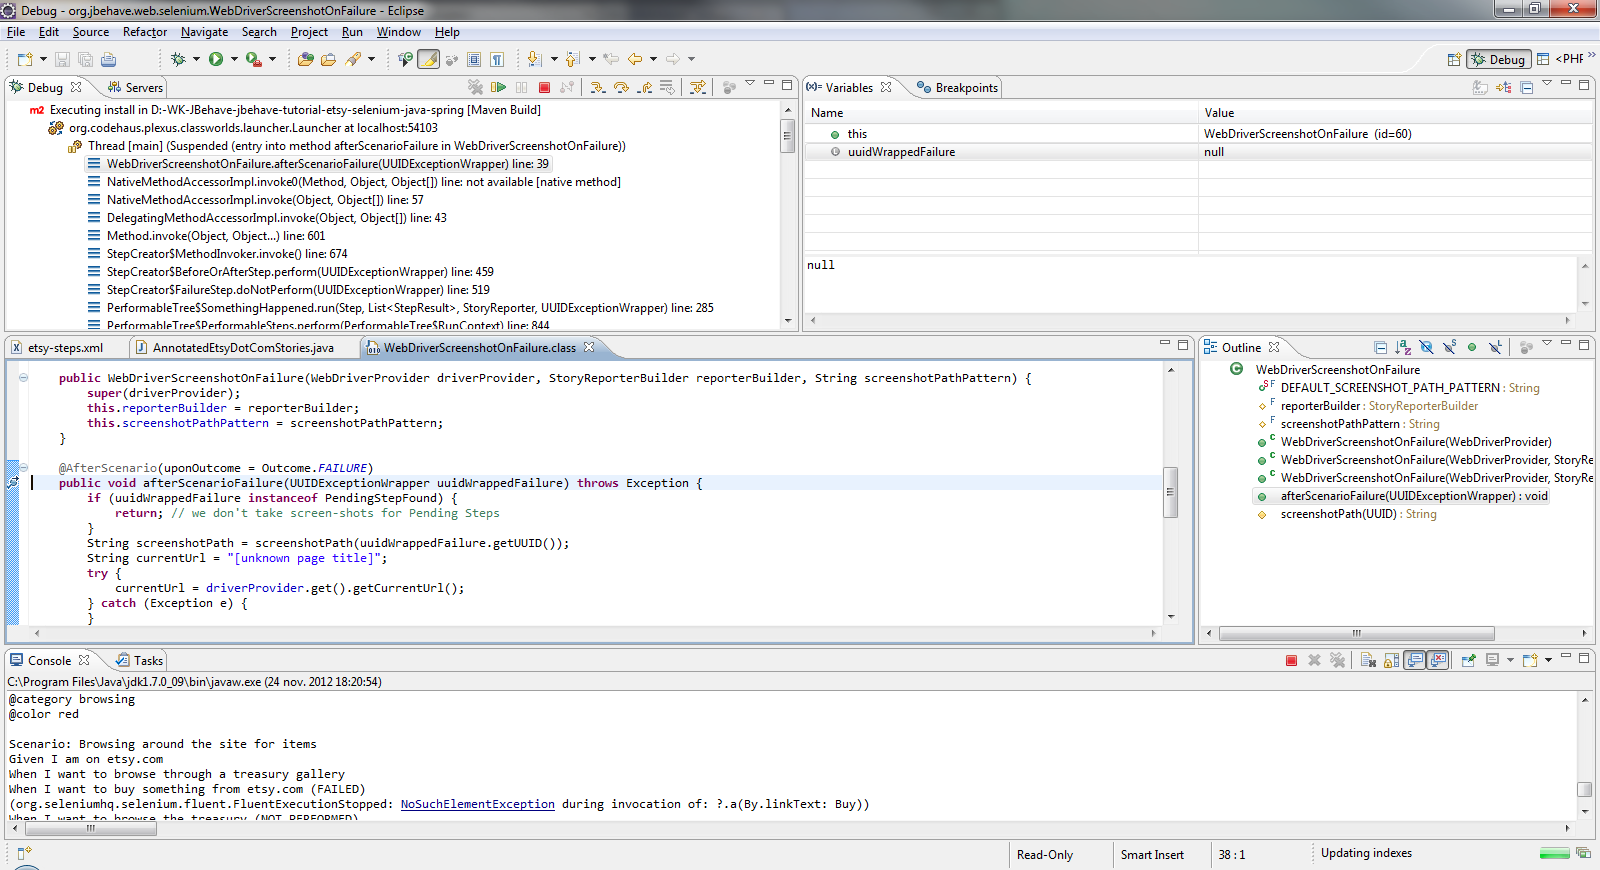 Debug - org.jbehave.web.selenium.WebDriverScreenshotOnFailure - Eclipse
File Edit Source Refactor Navigate Search Project Run Window Help
Debug <PHF
Debug Servers
Executing install in D:-WK-JBehave-jbehave-tutorial-etsy-selenium-java-spring [Maven Build]
org.codehaus.plexus.classworlds.launcher.Launcher at localhost:54103
Thread [main] (Suspended (entry into method afterScenarioFailure in WebDriverScreenshotOnFailure))
WebDriverScreenshotOnFailure.afterScenarioFailure(UUIDExceptionWrapper) line: 39
NativeMethodAccessorImpl.invoke0(Method, Object, Object[]) line: not available [native method]
NativeMethodAccessorImpl.invoke(Object, Object[]) line: 57
DelegatingMethodAccessorImpl.invoke(Object, Object[]) line: 43
Method.invoke(Object, Object...) line: 601
StepCreator$MethodInvoker.invoke() line: 674
StepCreator$BeforeOrAfterStep.perform(UUIDExceptionWrapper) line: 459
StepCreator$FailureStep.doNotPerform(UUIDExceptionWrapper) line: 519
PerformableTree$SomethingHappened.run(Step, List<StepResult>, StoryReporter, UUIDExceptionWrapper) line: 285
PerformableTree$PerformableSteps.perform(PerformableTree$RunContext) line: 844
Variables Breakpoints
Name Value
this WebDriverScreenshotOnFailure (id=60)
uuidWrappedFailure null
null
etsy-steps.xml AnnotatedEtsyDotComStories.java WebDriverScreenshotOnFailure.class
public WebDriverScreenshotOnFailure(WebDriverProvider driverProvider, StoryReporterBuilder reporterBuilder, String screenshotPathPattern) {
super(driverProvider);
this.reporterBuilder = reporterBuilder;
this.screenshotPathPattern = screenshotPathPattern;
}
@AfterScenario(uponOutcome = Outcome.FAILURE)
public void afterScenarioFailure(UUIDExceptionWrapper uuidWrappedFailure) throws Exception {
if (uuidWrappedFailure instanceof PendingStepFound) {
return; // we don't take screen-shots for Pending Steps
}
String screenshotPath = screenshotPath(uuidWrappedFailure.getUUID());
String currentUrl = "[unknown page title]";
try {
currentUrl = driverProvider.get().getCurrentUrl();
} catch (Exception e) {
}
Outline
WebDriverScreenshotOnFailure
DEFAULT_SCREENSHOT_PATH_PATTERN : String
reporterBuilder : StoryReporterBuilder
screenshotPathPattern : String
WebDriverScreenshotOnFailure(WebDriverProvider)
WebDriverScreenshotOnFailure(WebDriverProvider, StoryRe
WebDriverScreenshotOnFailure(WebDriverProvider, StoryRe
afterScenarioFailure(UUIDExceptionWrapper) : void
screenshotPath(UUID) : String
Console Tasks
C:\Program Files\Java\jdk1.7.0_09\bin\javaw.exe (24 nov. 2012 18:20:54)
@category browsing
@color red
Scenario: Browsing around the site for items
Given I am on etsy.com
When I want to browse through a treasury gallery
When I want to buy something from etsy.com (FAILED)
(org.seleniumhq.selenium.fluent.FluentExecutionStopped: NoSuchElementException during invocation of: ?.a(By.linkText: Buy))
When I want to browse the treasury (NOT PERFORMED)
Read-Only Smart Insert 38 : 1 Updating indexes